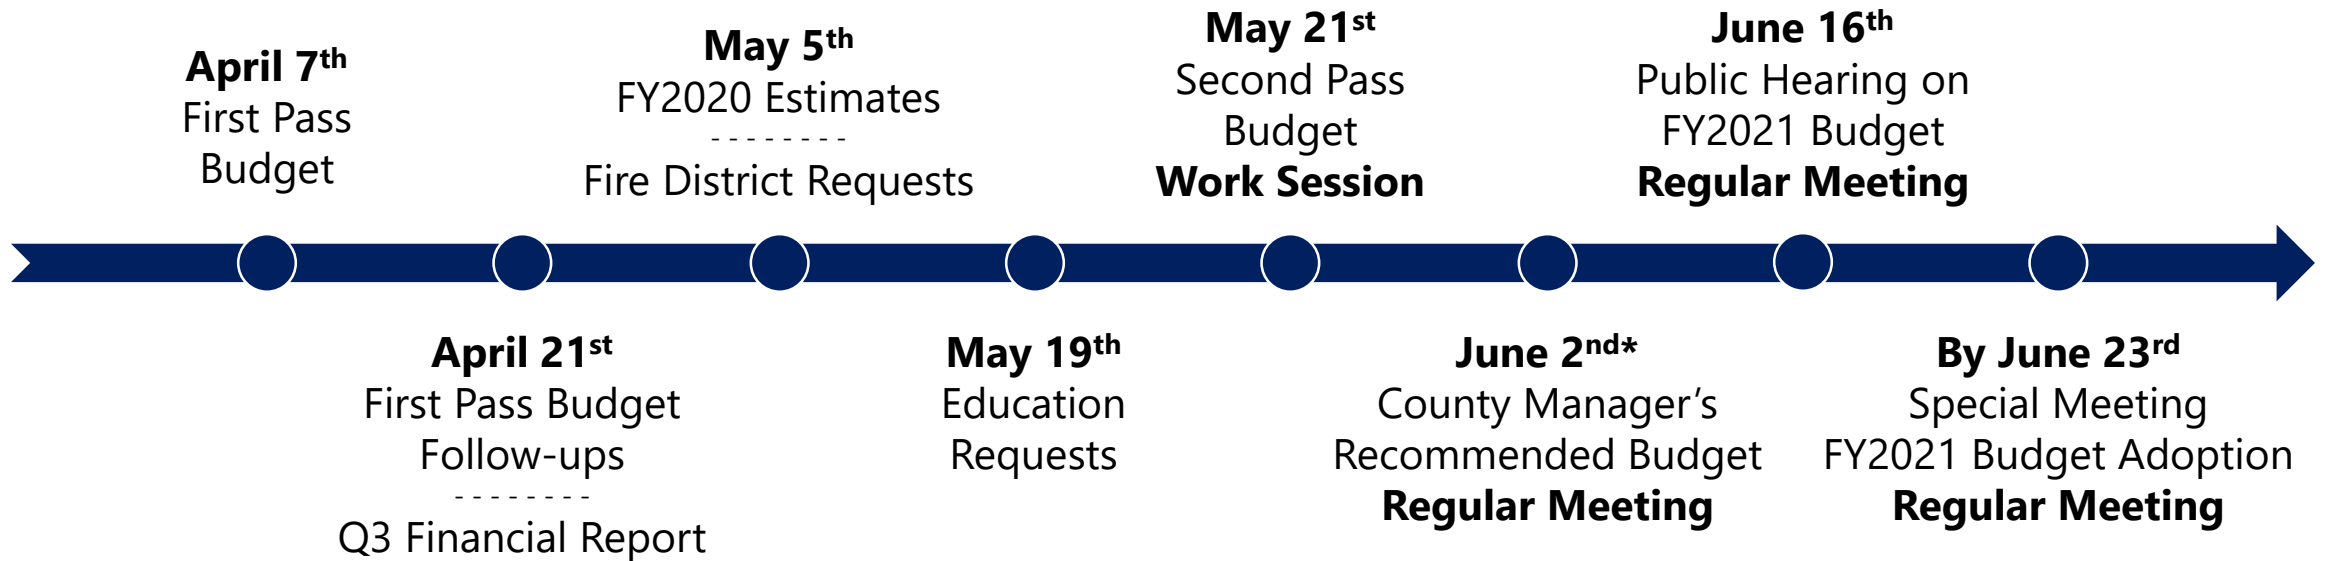 April 7th
First Pass
Budget
May 5th
FY2020 Estimates
--------
Fire District Requests
May 21st
Second Pass
Budget
Work Session
June 16th
Public Hearing on
FY2021 Budget
Regular Meeting
April 21st
First Pass Budget
Follow-ups
--------
Q3 Financial Report
May 19th
Education
Requests
June 2nd*
County Manager’s
Recommended Budget
Regular Meeting
By June 23rd
Special Meeting
FY2021 Budget Adoption
Regular Meeting